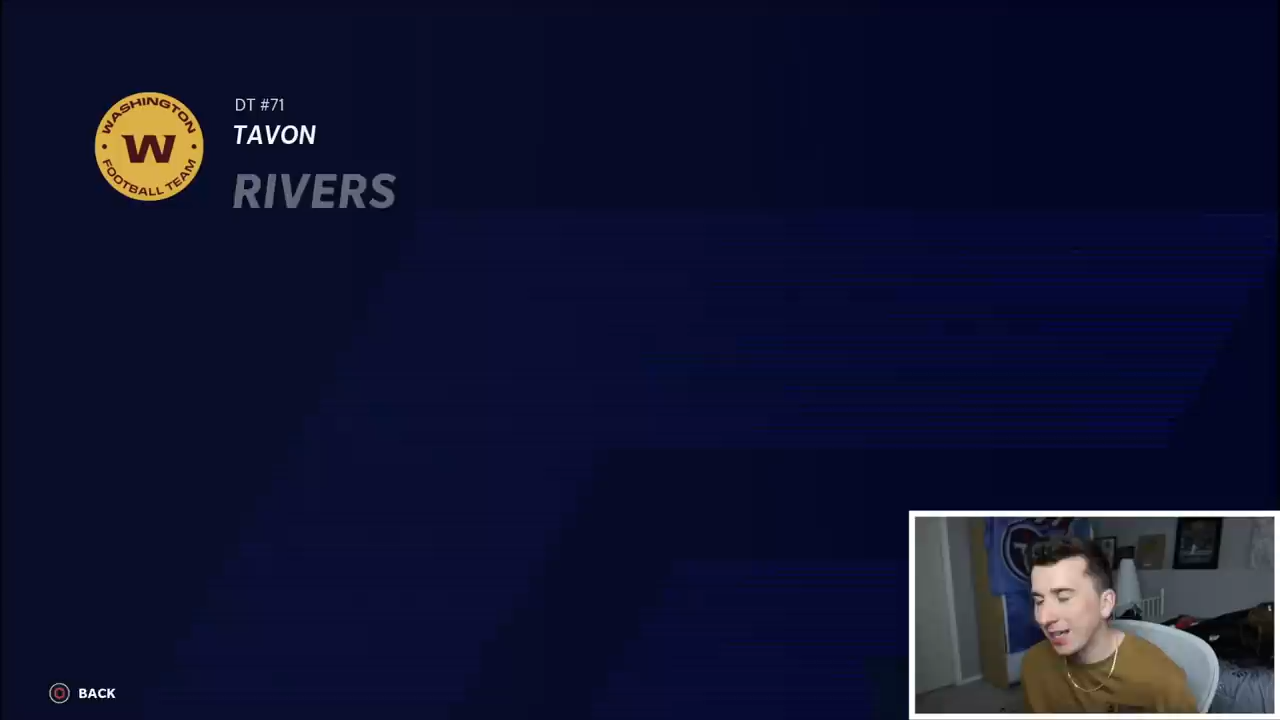 WASHINGTON
W
FOOTBALL TEAM
DT #71
TAVON
RIVERS
BACK